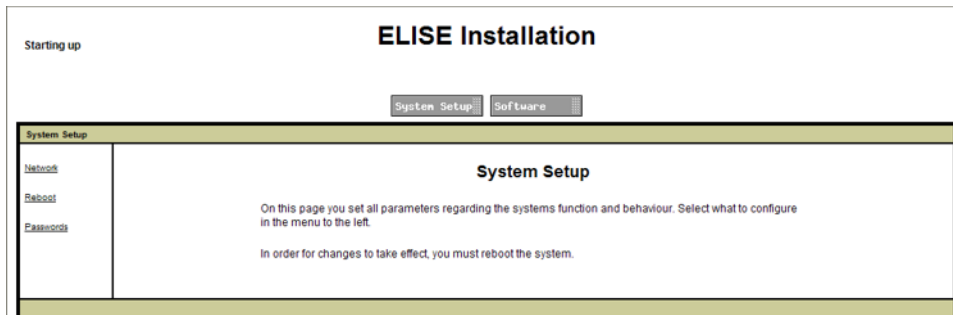 Starting up
ELISE Installation
System Setup
Software
System Setup
Network
Reboot
Passwords
System Setup
On this page you set all parameters regarding the systems function and behaviour. Select what to configure
in the menu to the left.
In order for changes to take effect, you must reboot the system.